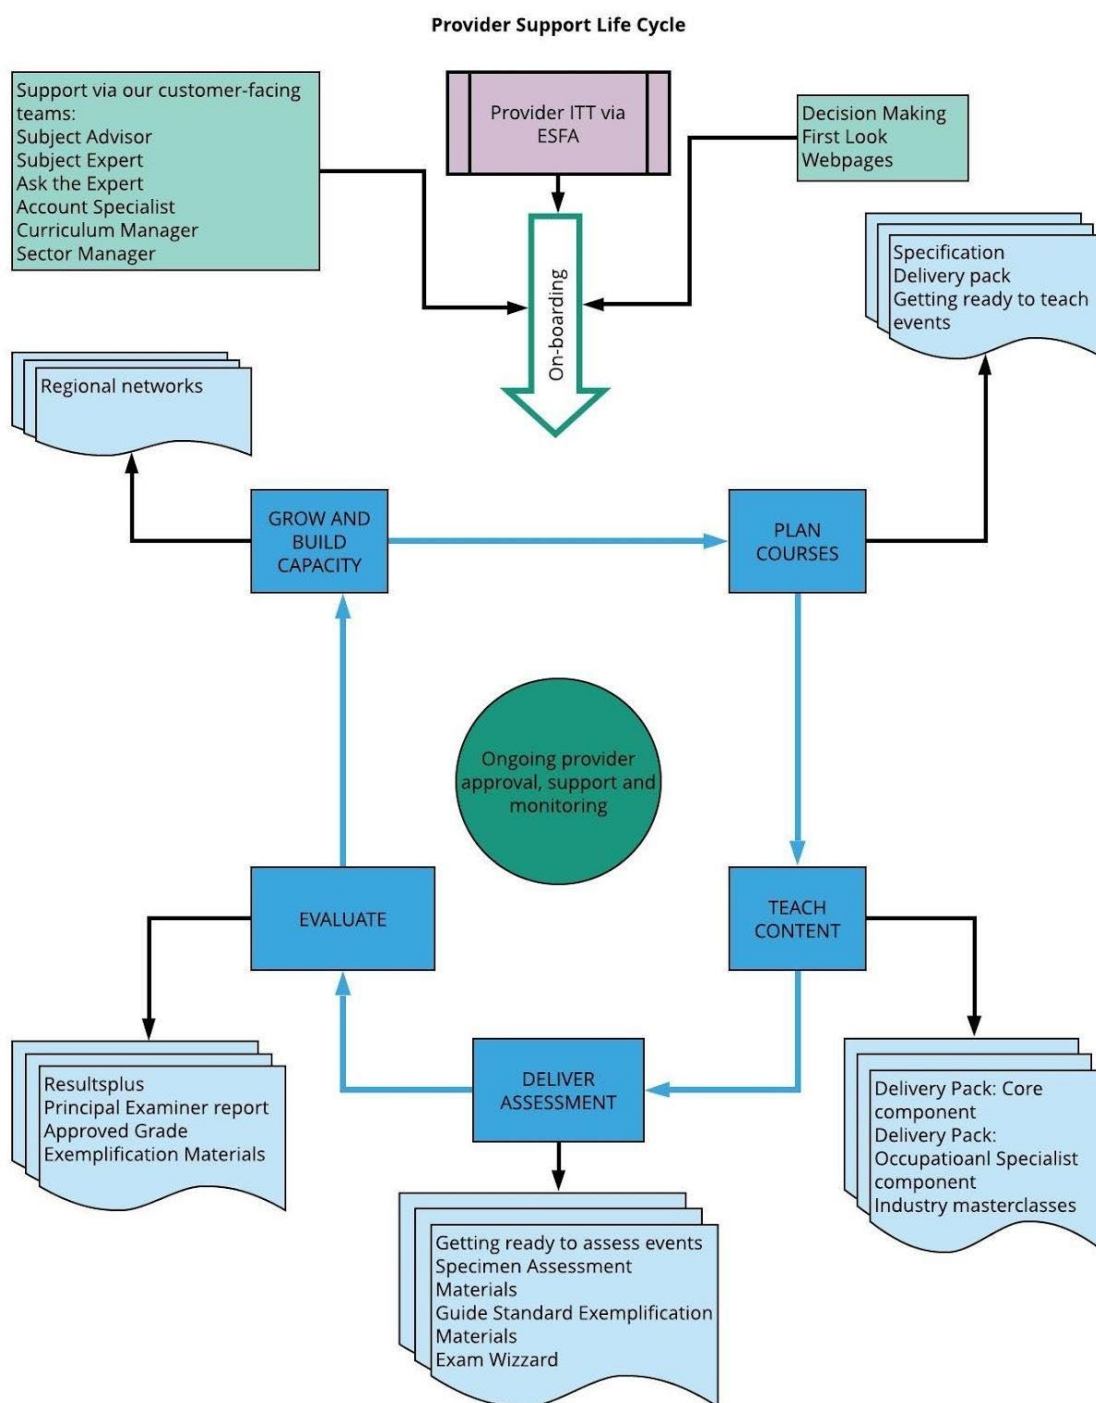 Provider Support Life Cycle
Support via our customer-facing
teams:
Subject Advisor
Subject Expert
Ask the Expert
Account Specialist
Curriculum Manager
Sector Manager
Provider ITT via
ESFA
Decision Making
First Look
Webpages
On-boarding
Specification
Delivery pack
Getting ready to teach
events
Regional networks
GROW AND
BUILD
CAPACITY
PLAN
COURSES
Ongoing provider
approval, support and
monitoring
EVALUATE
TEACH
CONTENT
DELIVER
ASSESSMENT
Resultsplus
Principal Examiner report
Approved Grade
Exemplification Materials
Delivery Pack: Core
component
Delivery Pack:
Occupatioanl Specialist
component
Industry masterclasses
Getting ready to assess events
Specimen Assessment
Materials
Guide Standard Exemplification
Materials
Exam Wizzard